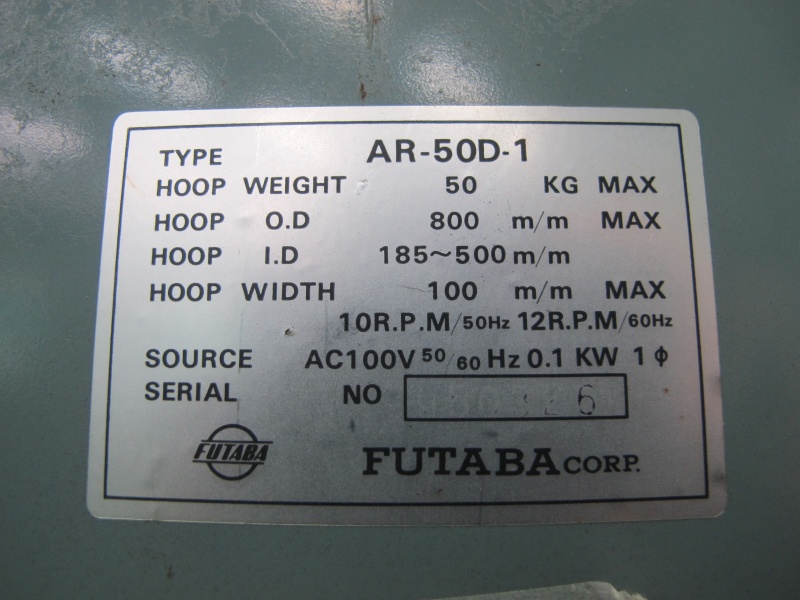 TYPE AR-50D-1
HOOP WEIGHT 50 KG MAX
HOOP O.D 800 m/m MAX
HOOP I.D 185~500 m/m
HOOP WIDTH 100 m/m MAX
10R.P.M/50Hz 12R.P.M/60Hz
SOURCE AC100V 50/60 Hz 0.1 KW 1 ϕ
SERIAL NO
FUTABA
FUTABA CORP.